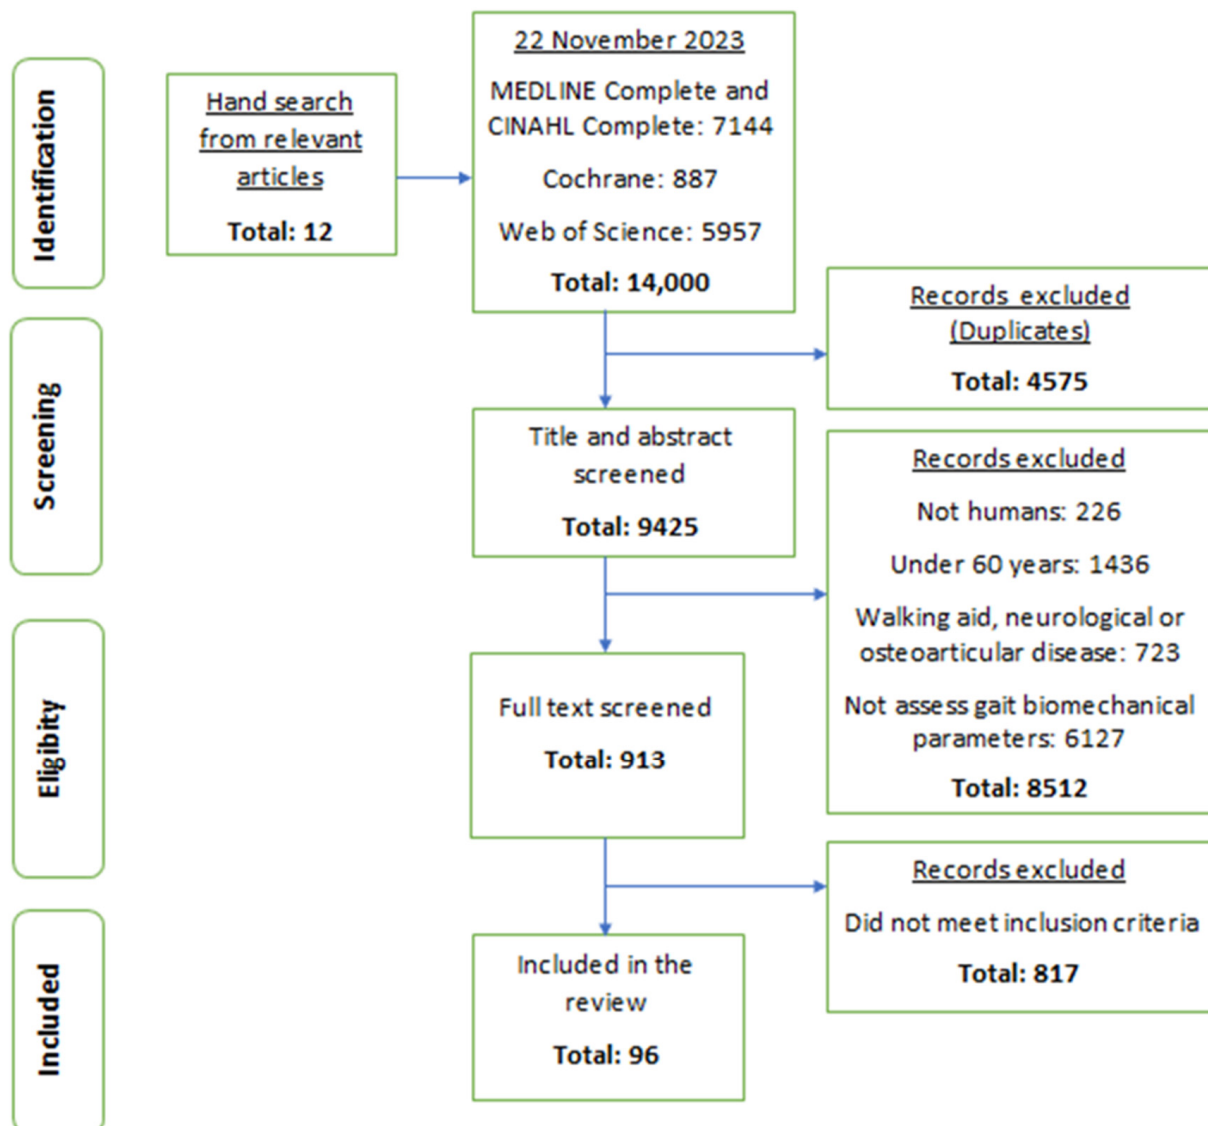 Identification
Hand search
from relevant
articles
Total: 12
22 November 2023
MEDLINE Complete and
CINAHL Complete: 7144
Cochrane: 887
Web of Science: 5957
Total: 14,000
Records excluded
(Duplicates)
Total: 4575
Screening
Title and abstract
screened
Total: 9425
Records excluded
Not humans: 226
Under 60 years: 1436
Walking aid, neurological or
osteoarticular disease: 723
Not assess gait biomechanical
parameters: 6127
Total: 8512
Eligibity
Full text screened
Total: 913
Records excluded
Did not meet inclusion criteria
Total: 817
Included
Included in the
review
Total: 96